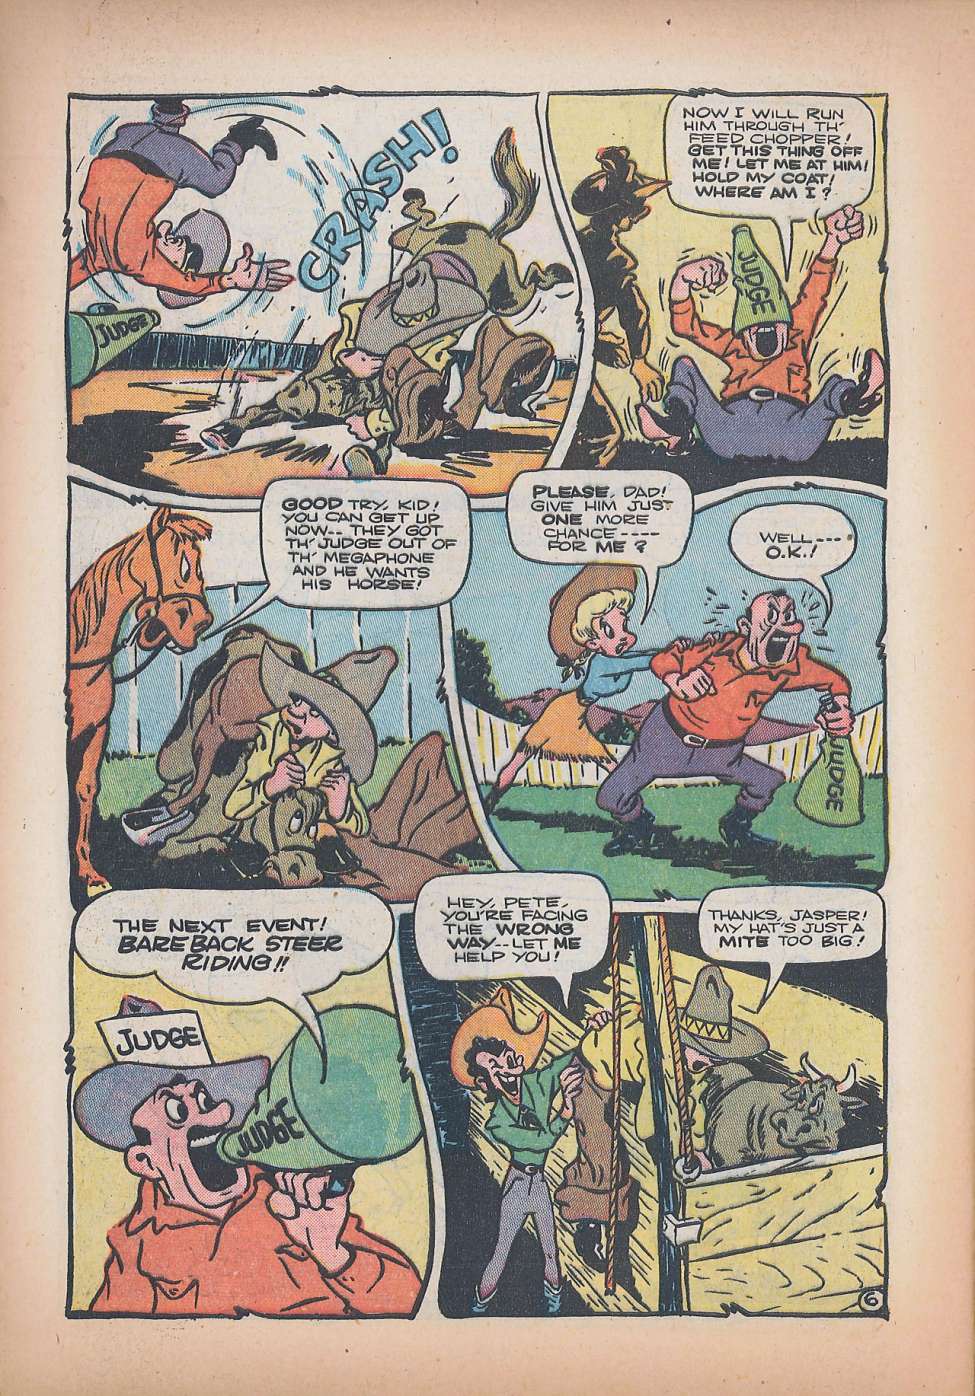 CRASH!
JUDGE
NOW I WILL RUN
HIM THROUGH TH'
FEED CHOPPER!
GET THIS THING OFF
ME! LET ME AT HIM!
HOLD MY COAT!
WHERE AM I?
JUDGE
GOOD TRY, KID!
YOU CAN GET UP
NOW-- THEY GOT
TH' JUDGE OUT OF
TH' MEGAPHONE
AND HE WANTS
HIS HORSE!
PLEASE, DAD!
GIVE HIM JUST
ONE MORE
CHANCE ----
FOR ME?
WELL---
O.K.!
JUDGE
THE NEXT EVENT!
BAREBACK STEER
RIDING!!
JUDGE
JUDGE
HEY, PETE,
YOU'RE FACING
THE WRONG
WAY--LET ME
HELP YOU!
THANKS, JASPER!
MY HAT'S JUST A
MITE TOO BIG!
6